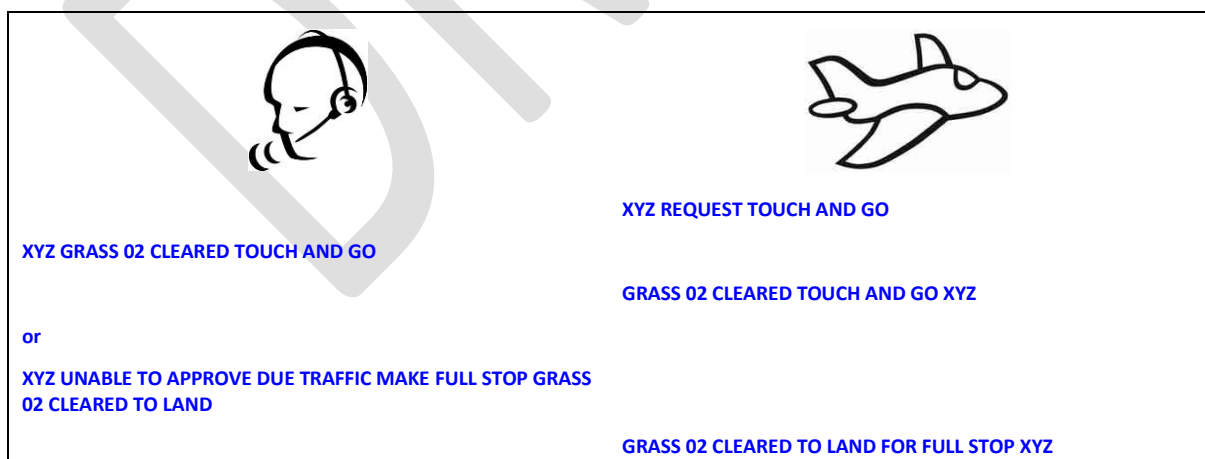 XYZ REQUEST TOUCH AND GO
XYZ GRASS 02 CLEARED TOUCH AND GO
GRASS 02 CLEARED TOUCH AND GO XYZ
or
XYZ UNABLE TO APPROVE DUE TRAFFIC MAKE FULL STOP GRASS
02 CLEARED TO LAND
GRASS 02 CLEARED TO LAND FOR FULL STOP XYZ